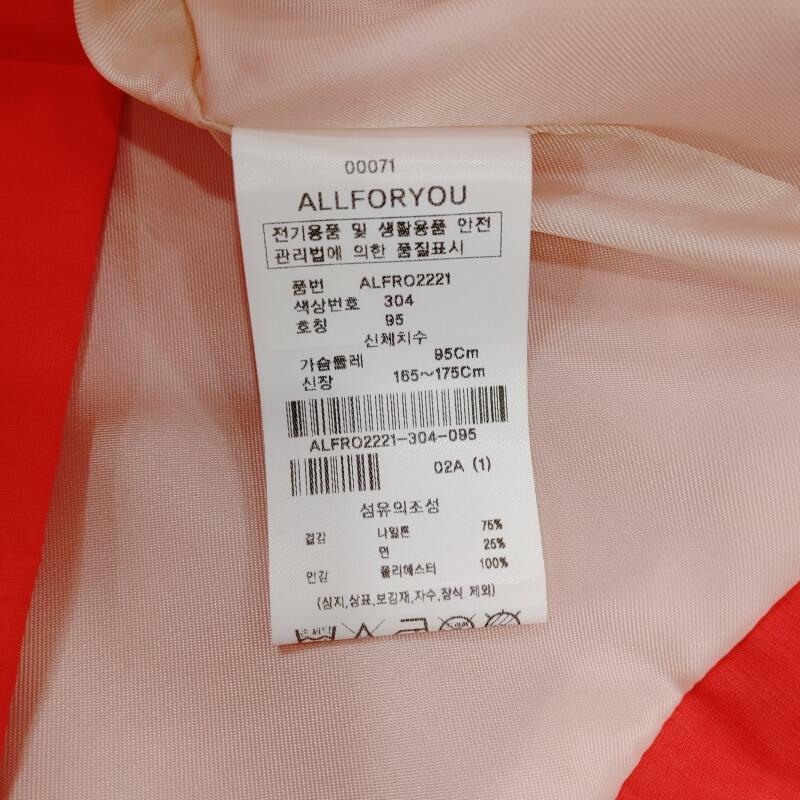 00071
ALLFORYOU
전기용품 및 생활용품 안전
관리법에 의한 품질표시
품번 ALFRO2221
색상번호 304
호칭 95
신체치수
가슴둘레 95Cm
신장 165~175Cm
ALFRO2221-304-095
02A (1)
섬유의조성
겉감 나일론 75%
면 25%
안감 폴리에스터 100%
(심지,상표,보강재,자수,장식 제외)